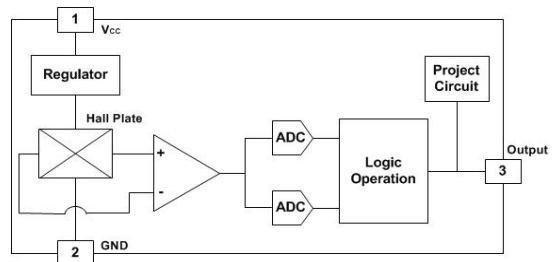 1
Vcc
Regulator
Project
Circuit
Hall Plate
+
-
ADC
ADC
Logic
Operation
Output
3
2
GND